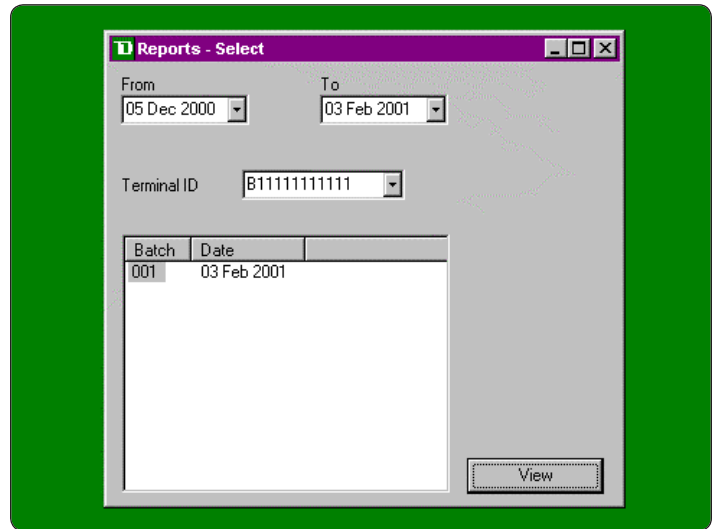 TD Reports - Select
From To
05 Dec 2000 03 Feb 2001
Terminal ID B11111111111
Batch Date
001 03 Feb 2001
View